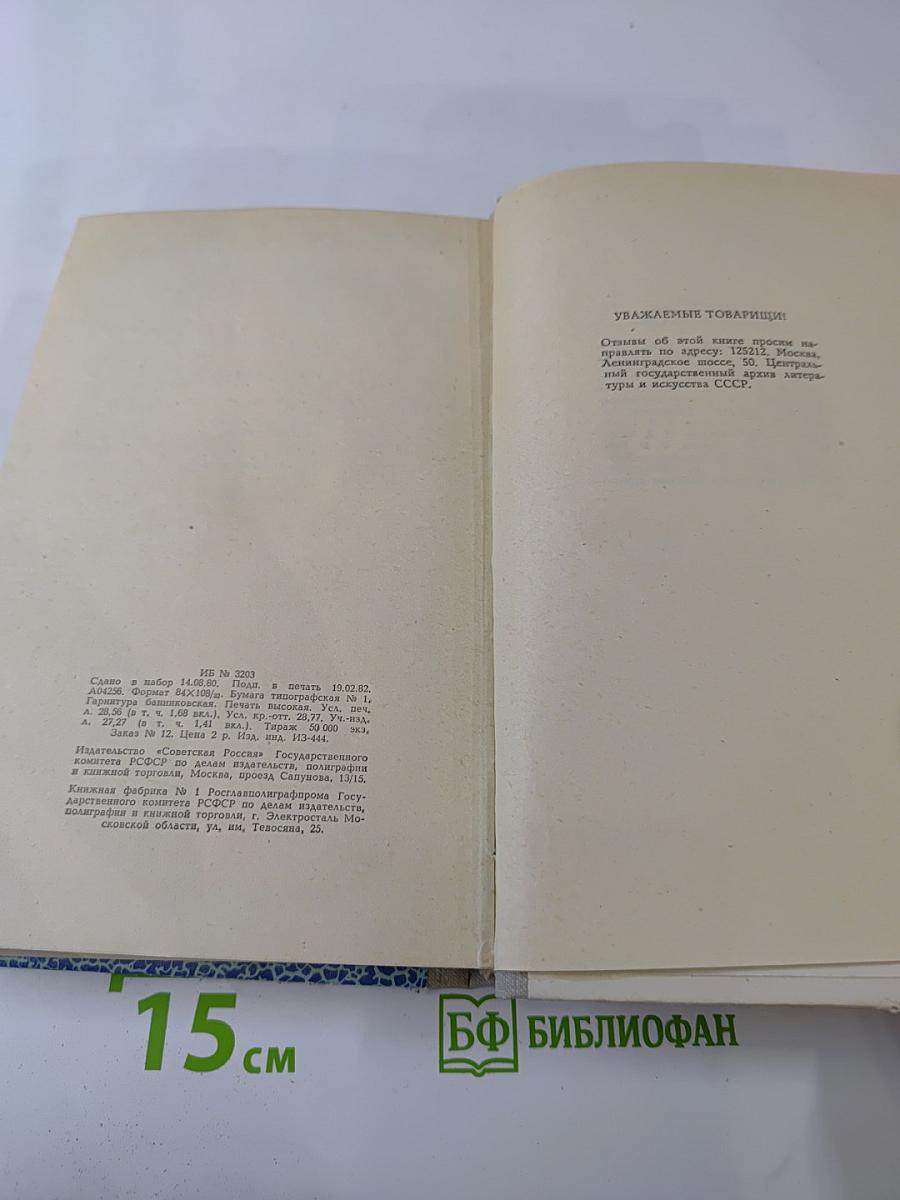 ИБ № 3203
Сдано в набор 14.08.80. Подп. в печать 19.02.82.
А04256. Формат 84×108/32. Бумага типографская № 1.
Гарнитура банниковская. Печать высокая. Усл. печ.
л. 28,56 (в т. ч. 1,68 вкл.). Усл. кр.-отт. 28,77. Уч.-изд.
л. 27,27 (в т. ч. 1,41 вкл.). Тираж 50 000 экз.
Заказ № 12. Цена 2 р. Изд. инд. ИЗ-444.
Издательство «Советская Россия» Государственного
комитета РСФСР по делам издательств, полиграфии
и книжной торговли, Москва, проезд Сапунова, 13/15.
Книжная фабрика № 1 Росглавполиграфпрома Госу-
дарственного комитета РСФСР по делам издательств,
полиграфии и книжной торговли, г. Электросталь Мо-
сковской области, ул. им. Тевосяна, 25.
УВАЖАЕМЫЕ ТОВАРИЩИ!
Отзывы об этой книге просим на-
правлять по адресу: 125212. Москва,
Ленинградское шоссе, 50. Централь-
ный государственный архив литера-
туры и искусства СССР.
15 см
БФ БИБЛИОФАН